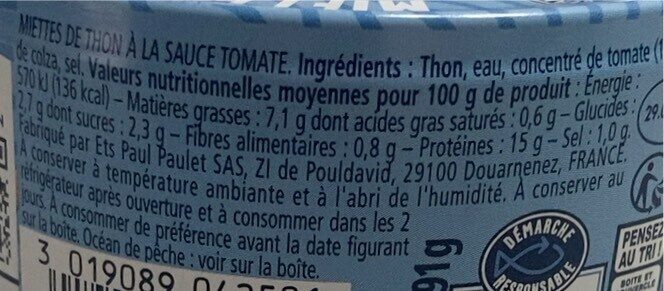 MIETTES DE THON À LA SAUCE TOMATE. Ingrédients : Thon, eau, concentré de tomate (
de colza, sel. Valeurs nutritionnelles moyennes pour 100 g de produit : Énergie :
570 kJ (136 kcal) – Matières grasses : 7,1 g dont acides gras saturés : 0,6 g – Glucides :
2,7 g dont sucres : 2,3 g – Fibres alimentaires : 0,8 g – Protéines : 15 g – Sel : 1,0 g.
Fabriqué par Ets Paul Paulet SAS, ZI de Pouldavid, 29100 Douarnenez, FRANCE.
À conserver à température ambiante et à l'abri de l'humidité. À conserver au
réfrigérateur après ouverture et à consommer dans les 2
jours. À consommer de préférence avant la date figurant
sur la boîte. Océan de pêche : voir sur la boîte.
3 019089
91g
DÉMARCHE
RESPONSABLE
29
PENSEZ
AU TRI
BOITE ET